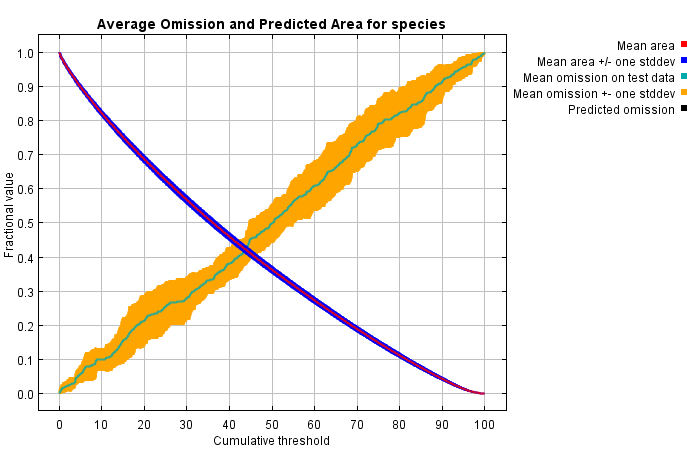 Average Omission and Predicted Area for species
Mean area
Mean area +/- one stddev
Mean omission on test data
Mean omission +- one stddev
Predicted omission
Fractional value
1.0
0.9
0.8
0.7
0.6
0.5
0.4
0.3
0.2
0.1
0.0
0 10 20 30 40 50 60 70 80 90 100
Cumulative threshold